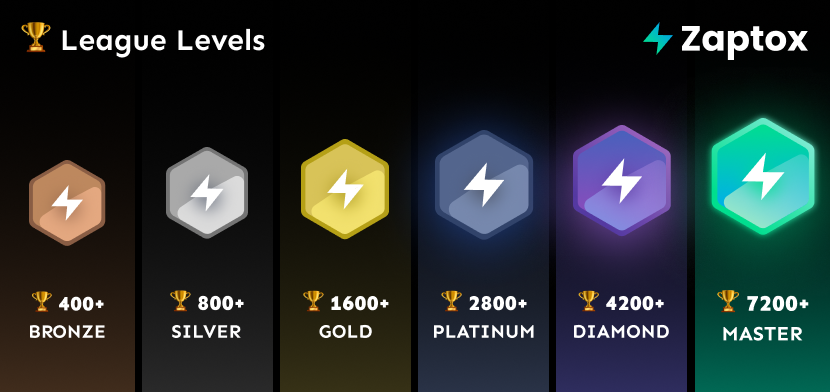 League Levels
Zaptox
400+
BRONZE
800+
SILVER
1600+
GOLD
2800+
PLATINUM
4200+
DIAMOND
7200+
MASTER